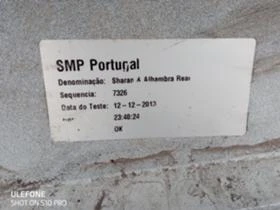 SMP Portugal
Denominação: Sharan & Alhambra Rear
Sequencia: 7326
Data do Teste: 12-12-2013
23:40:24
OK
ULEFONE
SHOT ON S10 PRO